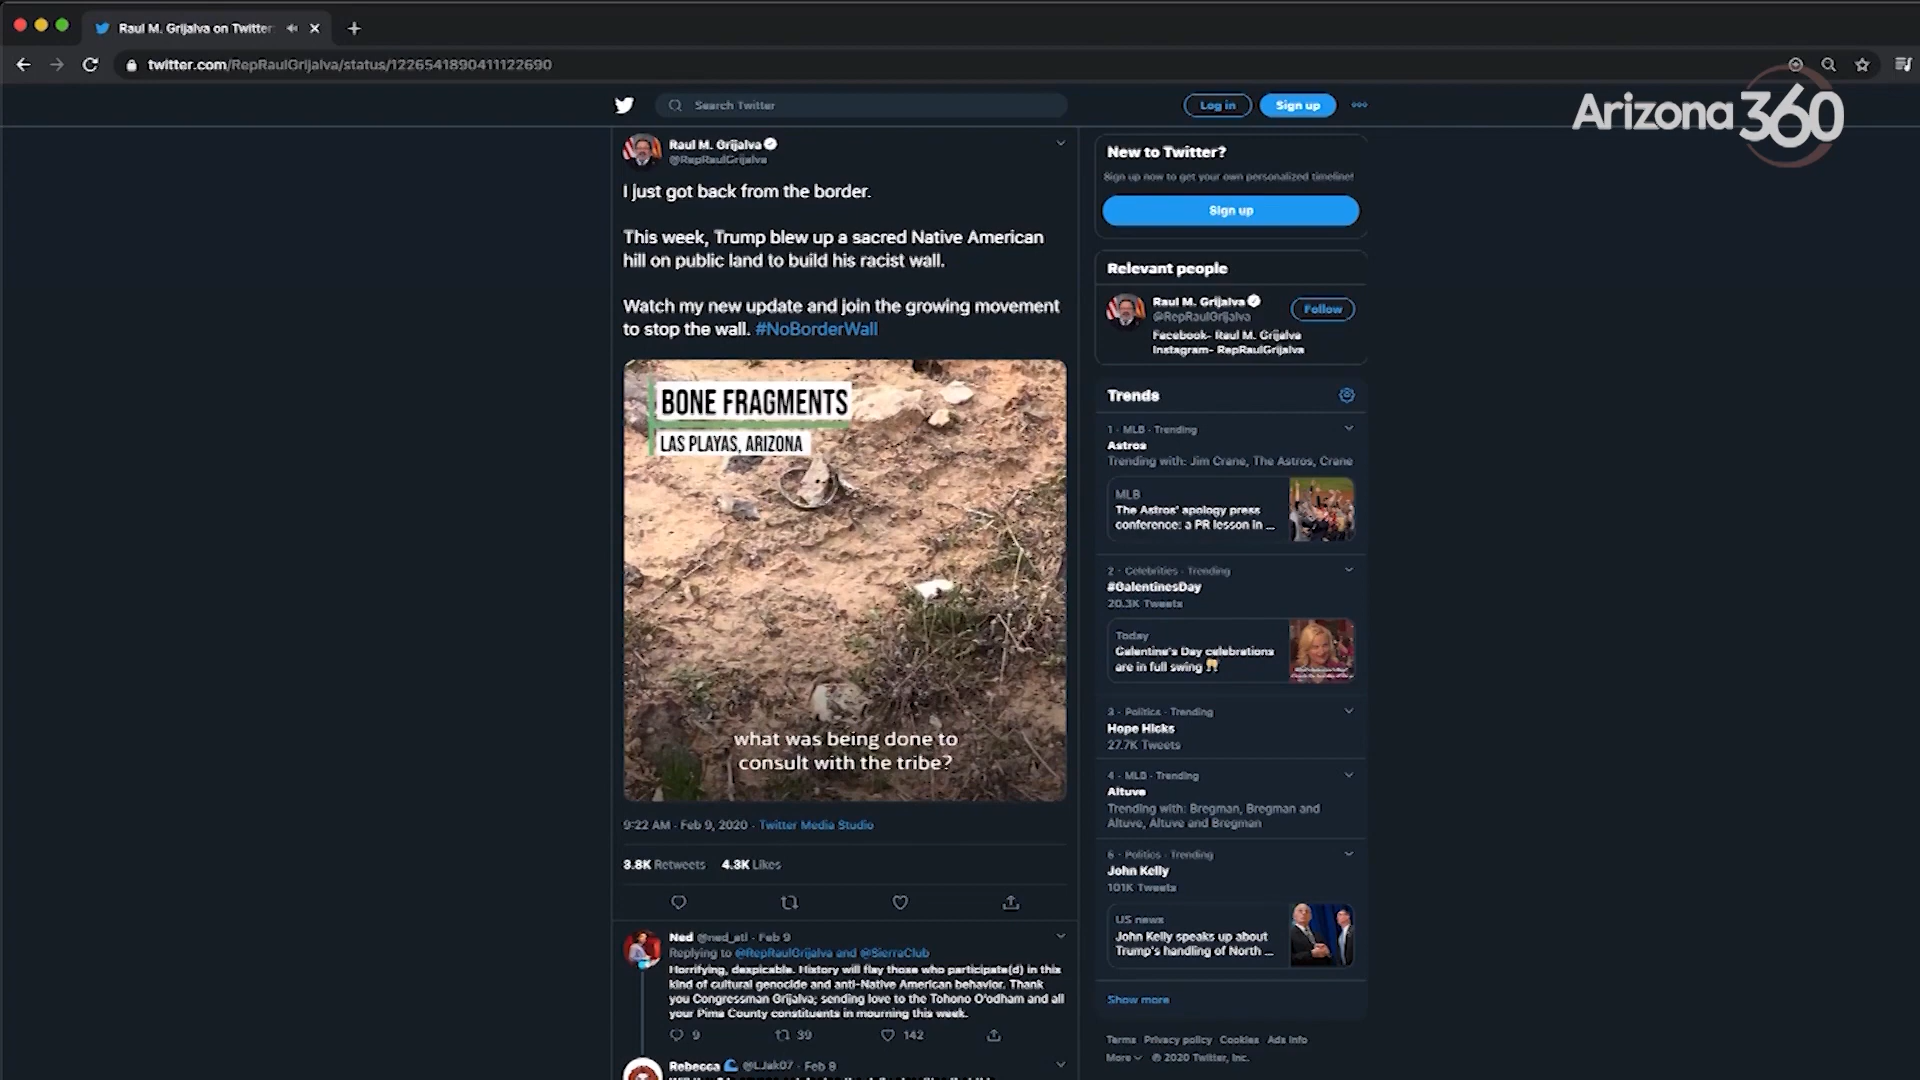 Raul M. Grijalva on Twitter
twitter.com/RepRaulGrijalva/status/1226541890411122690
Search Twitter
Log in
Sign up
Arizona 360
Raul M. Grijalva
@RepRaulGrijalva
I just got back from the border.
This week, Trump blew up a sacred Native American
hill on public land to build his racist wall.
Watch my new update and join the growing movement
to stop the wall. #NoBorderWall
BONE FRAGMENTS
LAS PLAYAS, ARIZONA
what was being done to
consult with the tribe?
9:22 AM · Feb 9, 2020 · Twitter Media Studio
3.8K Retweets 4.3K Likes
Ned @ned_atl · Feb 9
Replying to @RepRaulGrijalva and @SierraClub
Horrifying, despicable. History will flay those who participate(d) in this
kind of cultural genocide and anti-Native American behavior. Thank
you Congressman Grijalva; sending love to the Tohono O'odham and all
your Pima County constituents in mourning this week.
9 39 142
Rebecca @LJak07 · Feb 9
New to Twitter?
Sign up now to get your own personalized timeline!
Sign up
Relevant people
Raul M. Grijalva
@RepRaulGrijalva
Follow
Facebook- Raul M. Grijalva
Instagram- RepRaulGrijalva
Trends
1 · MLB · Trending
Astros
Trending with: Jim Crane, The Astros, Crane
MLB
The Astros' apology press
conference: a PR lesson in ...
2 · Celebrities · Trending
#GalentinesDay
20.3K Tweets
Today
Galentine's Day celebrations
are in full swing
3 · Politics · Trending
Hope Hicks
27.7K Tweets
4 · MLB · Trending
Altuve
Trending with: Bregman, Bregman and
Altuve, Altuve and Bregman
5 · Politics · Trending
John Kelly
101K Tweets
US news
John Kelly speaks up about
Trump's handling of North ...
Show more
Terms Privacy policy Cookies Ads info
More © 2020 Twitter, Inc.